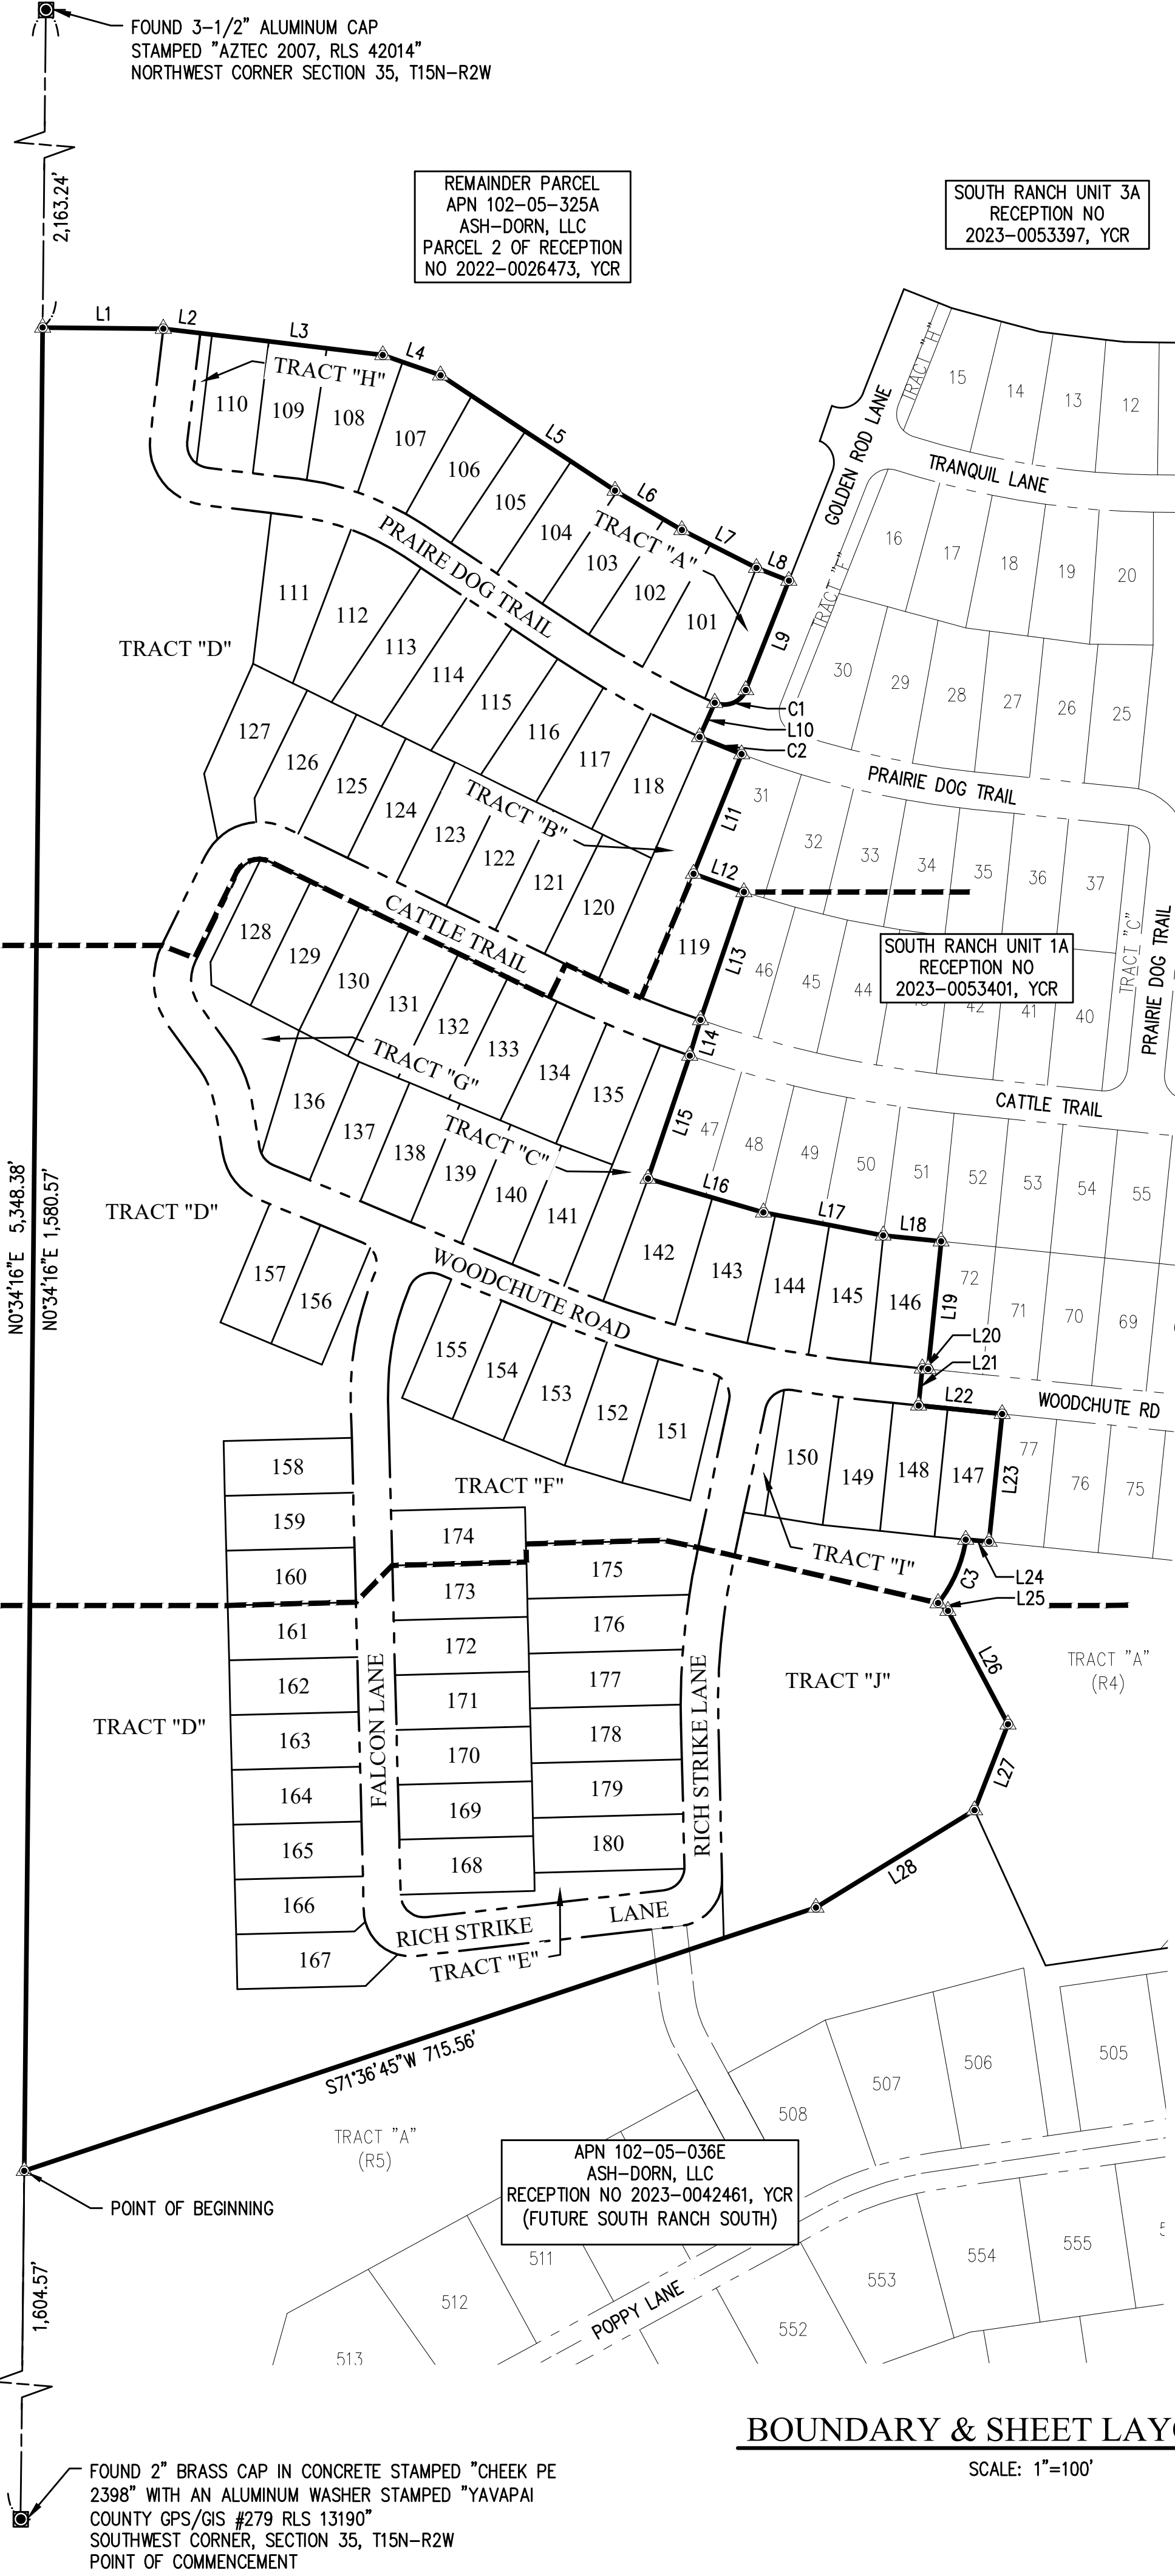 FOUND 3-1/2" ALUMINUM CAP
STAMPED "AZTEC 2007, RLS 42014"
NORTHWEST CORNER SECTION 35, T15N-R2W
2,163.24'
REMAINDER PARCEL
APN 102-05-325A
ASH-DORN, LLC
PARCEL 2 OF RECEPTION
NO 2022-0026473, YCR
SOUTH RANCH UNIT 3A
RECEPTION NO
2023-0053397, YCR
L1
L2
L3
L4
L5
L6
L7
L8
TRACT "H"
110
109
108
107
106
105
104
103
102
101
TRACT "A"
PRAIRE DOG TRAIL
GOLDEN ROD LANE
TRACT "H"
15
14
13
12
TRANQUIL LANE
16
17
18
19
20
TRACT "F"
30
29
28
27
26
25
L9
C1
L10
C2
PRAIRIE DOG TRAIL
111
112
113
114
115
116
117
118
TRACT "D"
127
126
125
124
123
122
121
120
119
TRACT "B"
L11
L12
L13
31
32
33
34
35
36
37
TRACT "C"
PRAIRIE DOG TRAIL
SOUTH RANCH UNIT 1A
RECEPTION NO
2023-0053401, YCR
46
45
44
42
41
40
CATTLE TRAIL
128
129
130
131
132
133
134
135
TRACT "G"
L14
L15
CATTLE TRAIL
47
48
49
50
51
52
53
54
55
136
137
138
139
140
141
142
143
144
145
146
TRACT "C"
L16
L17
L18
L19
L20
L21
L22
L23
72
71
70
69
WOODCHUTE ROAD
WOODCHUTE RD
TRACT "D"
N0°34'16"E 5,348.38'
N0°34'16"E 1,580.57'
157
156
155
154
153
152
151
150
149
148
147
77
76
75
TRACT "F"
TRACT "I"
L24
C3
L25
158
159
160
161
162
163
164
165
166
167
174
173
172
171
170
169
168
175
176
177
178
179
180
FALCON LANE
RICH STRIKE LANE
TRACT "J"
L26
L27
L28
TRACT "A"
(R4)
TRACT "D"
RICH STRIKE LANE
TRACT "E"
S71°36'45"W 715.56'
TRACT "A"
(R5)
POINT OF BEGINNING
505
506
507
508
APN 102-05-036E
ASH-DORN, LLC
RECEPTION NO 2023-0042461, YCR
(FUTURE SOUTH RANCH SOUTH)
511
512
513
POPPY LANE
552
553
554
555
1,604.57'
BOUNDARY & SHEET LAY
SCALE: 1"=100'
FOUND 2" BRASS CAP IN CONCRETE STAMPED "CHEEK PE
2398" WITH AN ALUMINUM WASHER STAMPED "YAVAPAI
COUNTY GPS/GIS #279 RLS 13190"
SOUTHWEST CORNER, SECTION 35, T15N-R2W
POINT OF COMMENCEMENT